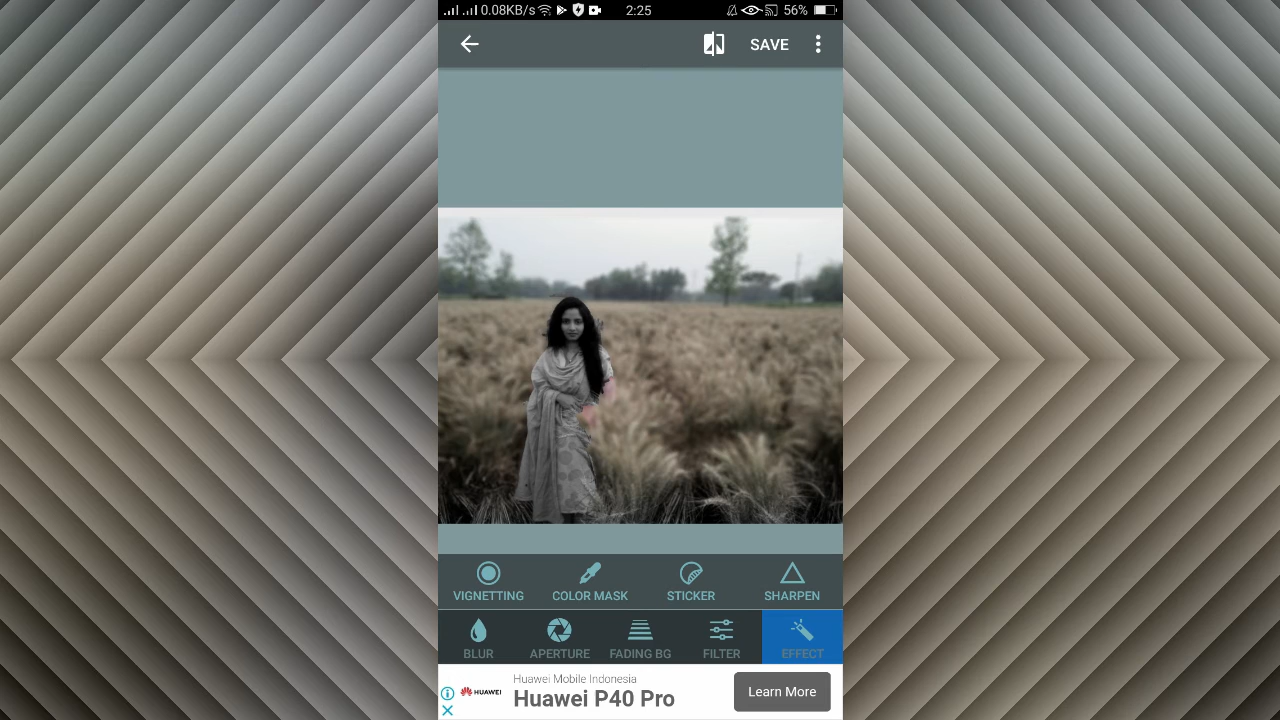 0.08KB/s 2:25 56%
SAVE
VIGNETTING COLOR MASK STICKER SHARPEN
BLUR APERTURE FADING BG FILTER EFFECT
Huawei Mobile Indonesia
HUAWEI Huawei P40 Pro Learn More